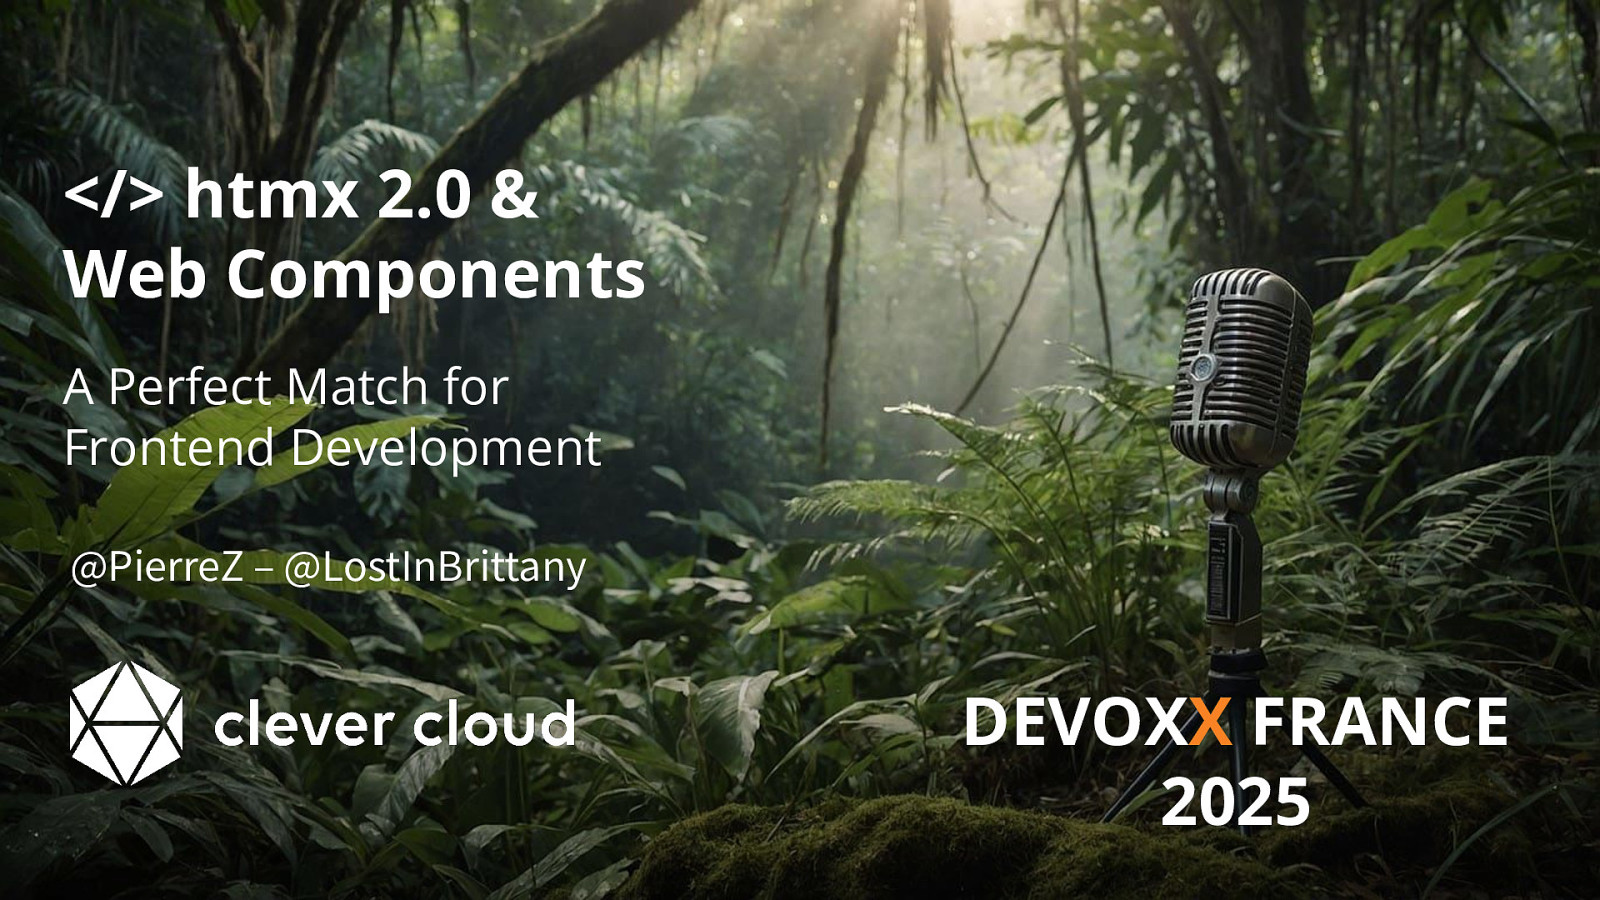 </> htmx 2.0 &
Web Components
A Perfect Match for
Frontend Development
@PierreZ – @LostInBrittany
clever cloud
DEVOXX FRANCE
2025